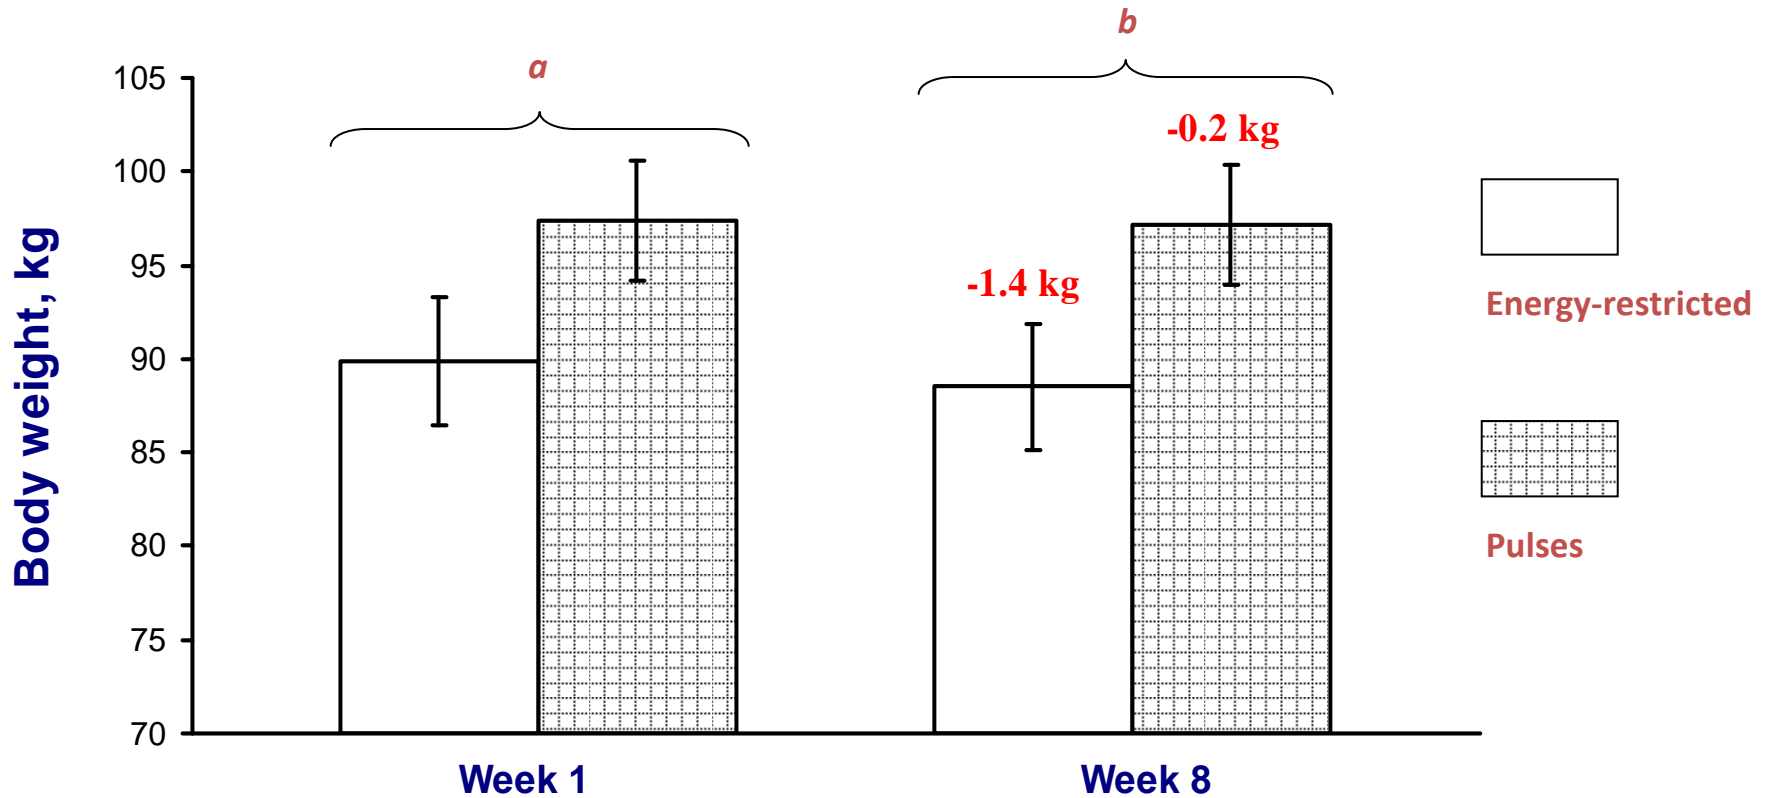 b
a
105
100
95
90
85
80
75
70
Body weight, kg
-0.2 kg
-1.4 kg
Energy-restricted
Pulses
Week 1
Week 8